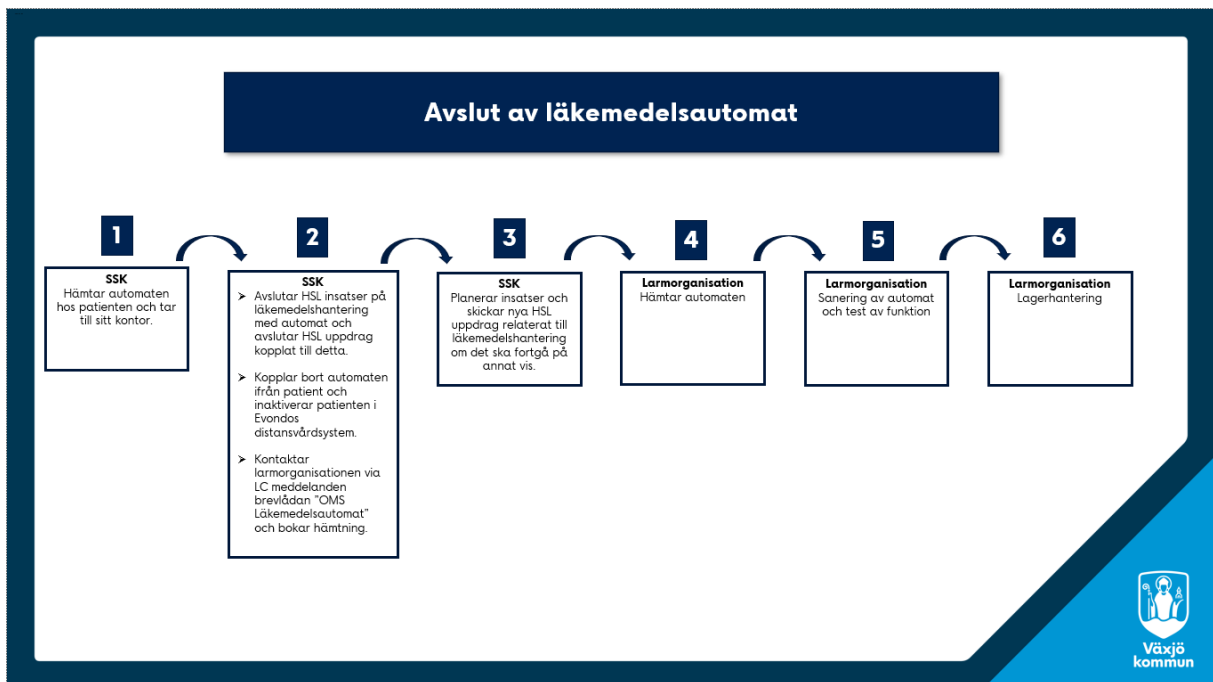 Avslut av läkemedelsautomat
1
SSK
Hämtar automaten
hos patienten och tar
till sitt kontor.
2
SSK
➢ Avslutar HSL insatser på
läkemedelshantering
med automat och
avslutar HSL uppdrag
kopplat till detta.
➢ Kopplar bort automaten
ifrån patient och
inaktiverar patienten i
Evondos
distansvårdsystem.
➢ Kontaktar
larmorganisationen via
LC meddelanden
brevlådan ”OMS
Läkemedelsautomat”
och bokar hämtning.
3
SSK
Planerar insatser och
skickar nya HSL
uppdrag relaterat till
läkemedelshantering
om det ska fortgå på
annat vis.
4
Larmorganisation
Hämtar automaten
5
Larmorganisation
Sanering av automat
och test av funktion
6
Larmorganisation
Lagerhantering
Växjö
kommun